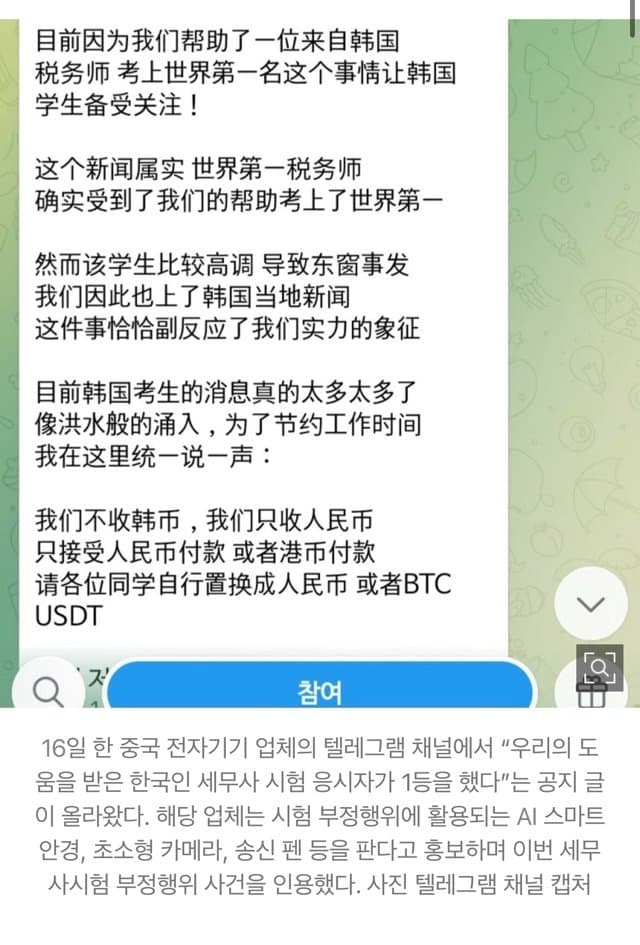 目前因为我们帮助了一位来自韩国
税务师 考上世界第一名这个事情让韩国
学生备受关注！
这个新闻属实 世界第一税务师
确实受到了我们的帮助考上了世界第一
然而该学生比较高调 导致东窗事发
我们因此也上了韩国当地新闻
这件事恰恰副反应了我们实力的象征
目前韩国考生的消息真的太多太多了
像洪水般的涌入，为了节约工作时间
我在这里统一说一声：
我们不收韩币，我们只收人民币
只接受人民币付款 或者港币付款
请各位同学自行置换成人民币 或者BTC
USDT
참여
16일 한 중국 전자기기 업체의 텔레그램 채널에서 “우리의 도
움을 받은 한국인 세무사 시험 응시자가 1등을 했다”는 공지 글
이 올라왔다. 해당 업체는 시험 부정행위에 활용되는 AI 스마트
안경, 초소형 카메라, 송신 펜 등을 판다고 홍보하며 이번 세무
사시험 부정행위 사건을 인용했다. 사진 텔레그램 채널 캡처